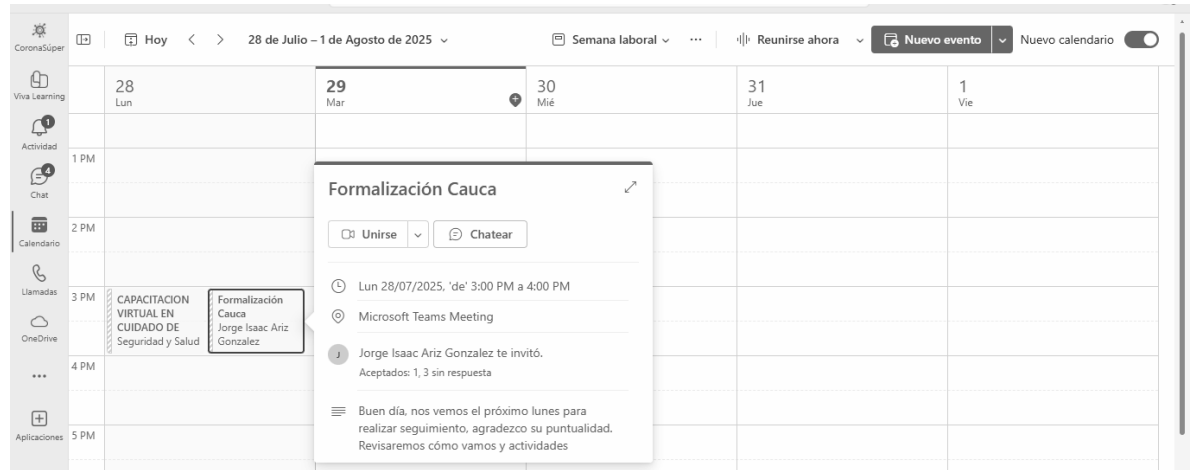 CoronaSúper
Hoy
28 de Julio – 1 de Agosto de 2025
Semana laboral
...
Reunirse ahora
Nuevo evento
Nuevo calendario
Viva Learning
1
Actividad
4
Chat
Calendario
Llamadas
OneDrive
...
Aplicaciones
28
Lun
29
Mar
30
Mié
31
Jue
1
Vie
1 PM
2 PM
3 PM
4 PM
5 PM
CAPACITACION
VIRTUAL EN
CUIDADO DE
Seguridad y Salud
Formalización
Cauca
Jorge Isaac Ariz
Gonzalez
Formalización Cauca
Unirse
Chatear
Lun 28/07/2025, 'de' 3:00 PM a 4:00 PM
Microsoft Teams Meeting
J
Jorge Isaac Ariz Gonzalez te invitó.
Aceptados: 1, 3 sin respuesta
Buen día, nos vemos el próximo lunes para
realizar seguimiento, agradezco su puntualidad.
Revisaremos cómo vamos y actividades